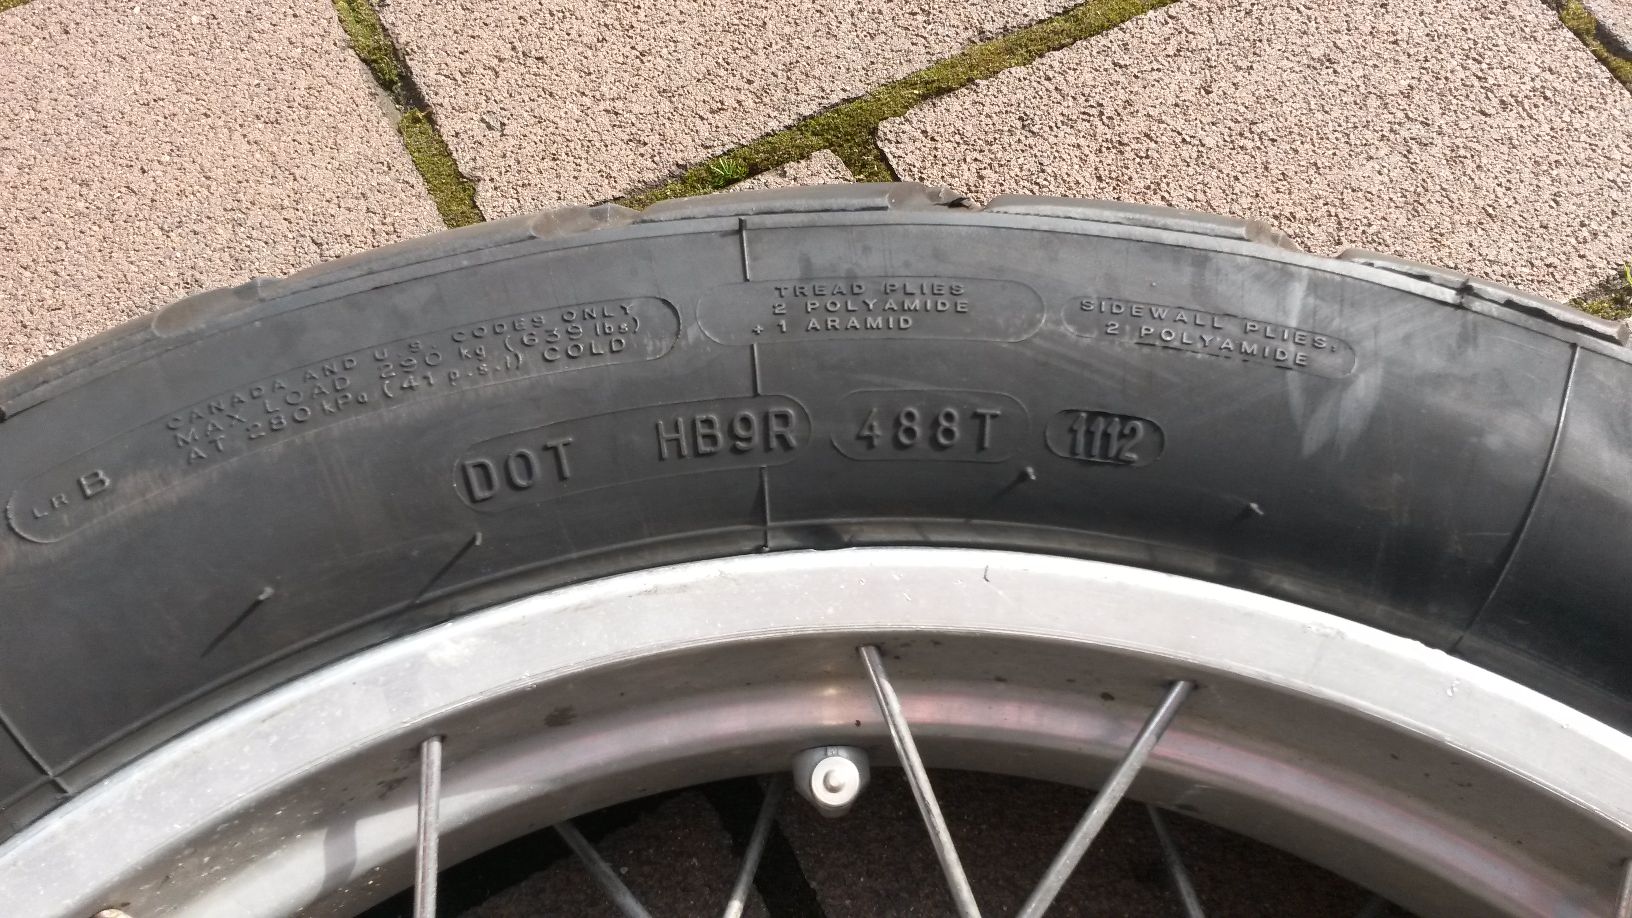 LR B
CANADA AND U.S. CODES ONLY
MAX LOAD 290 kg (639 lbs)
AT 280 kPa (41 p.s.i) COLD
TREAD PLIES
2 POLYAMIDE
+ 1 ARAMID
SIDEWALL PLIES:
2 POLYAMIDE
DOT HB9R 488T 1112